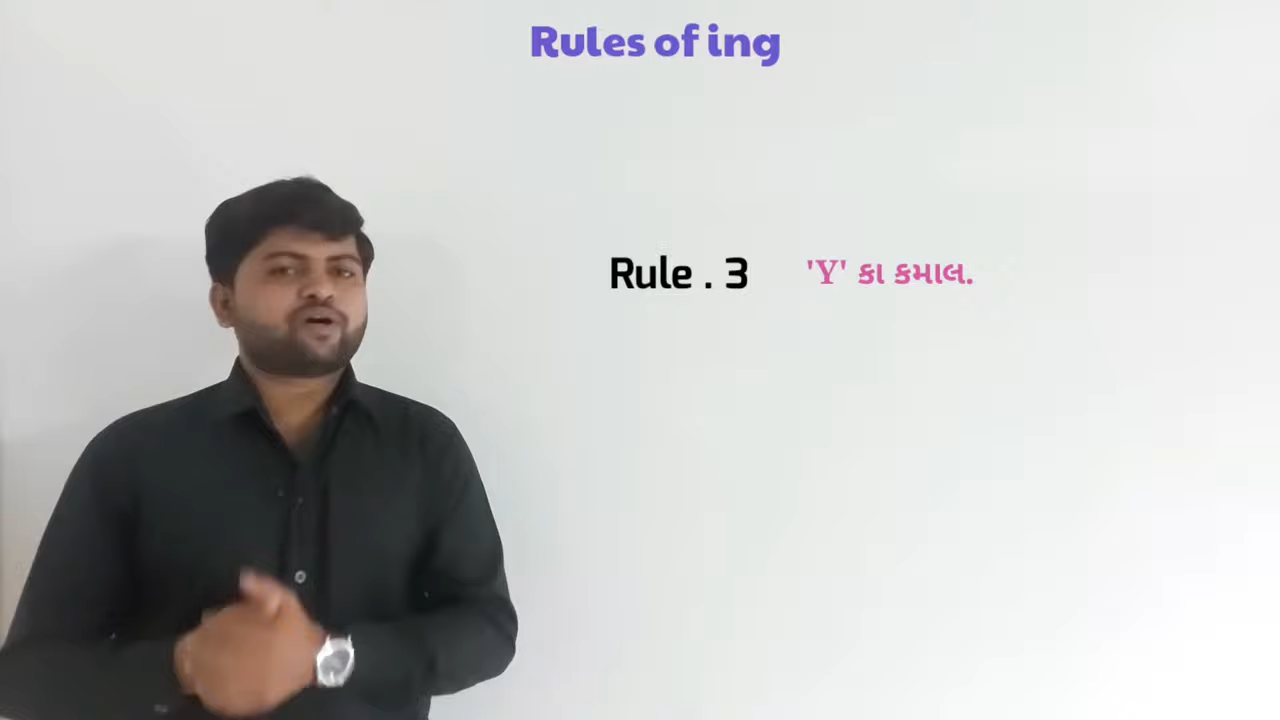 Rules of ing
Rule . 3 'Y' કા કમાલ.